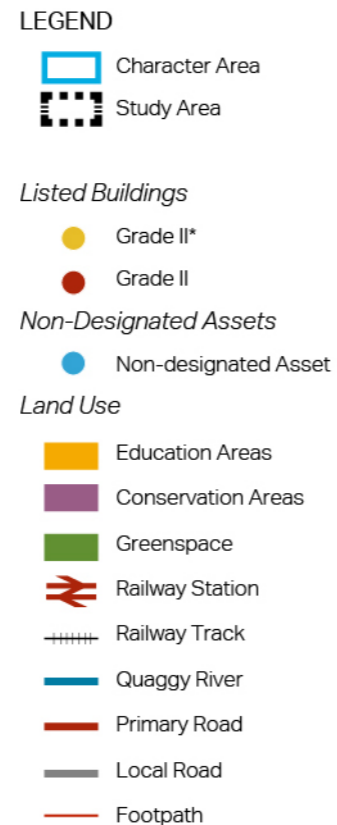 LEGEND
Character Area
Study Area
Listed Buildings
Grade II*
Grade II
Non-Designated Assets
Non-designated Asset
Land Use
Education Areas
Conservation Areas
Greenspace
Railway Station
Railway Track
Quaggy River
Primary Road
Local Road
Footpath